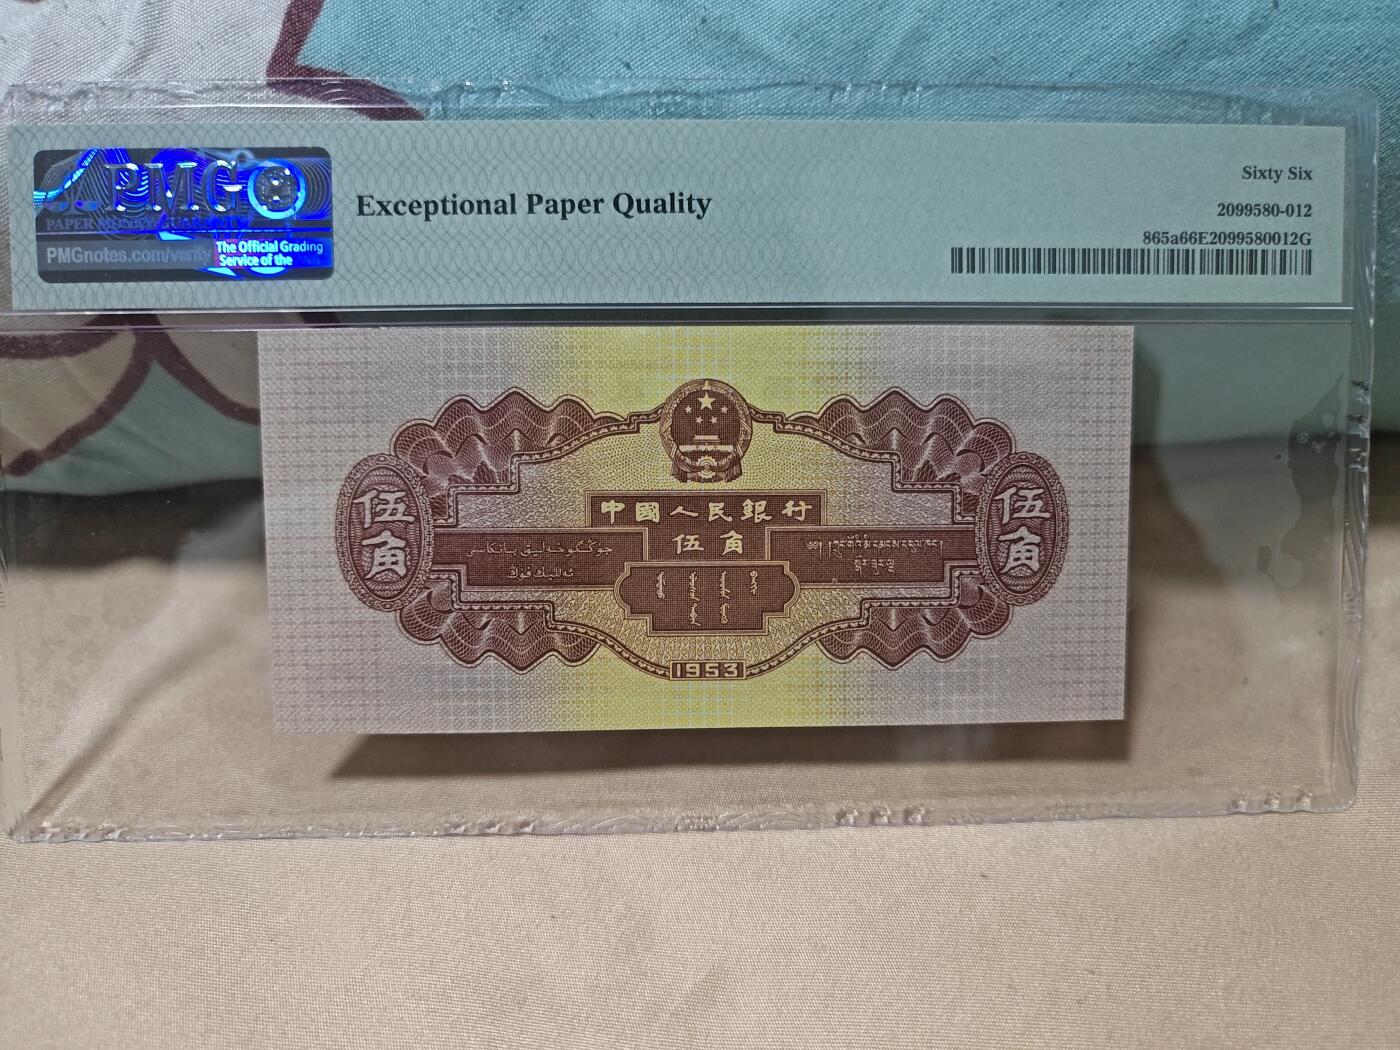 PMG
PAPER MONEY GUARANTY
PMGnotes.com/verify
The Official Grading
Service of the
Exceptional Paper Quality
Sixty Six
2099580-012
865a66E2099580012G
中國人民銀行
伍角
伍角
伍角
1953